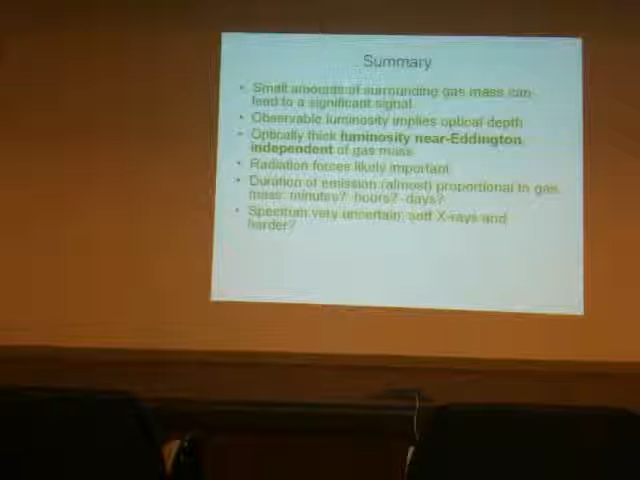 Summary
• Small amounts of surrounding gas mass can
lead to a significant signal
• Observable luminosity implies optical depth
• Optically thick luminosity near-Eddington,
independent of gas mass
• Radiation forces likely important
• Duration of emission (almost) proportional to gas
mass: minutes? hours? days?
• Spectrum very uncertain: soft X-rays and
harder?